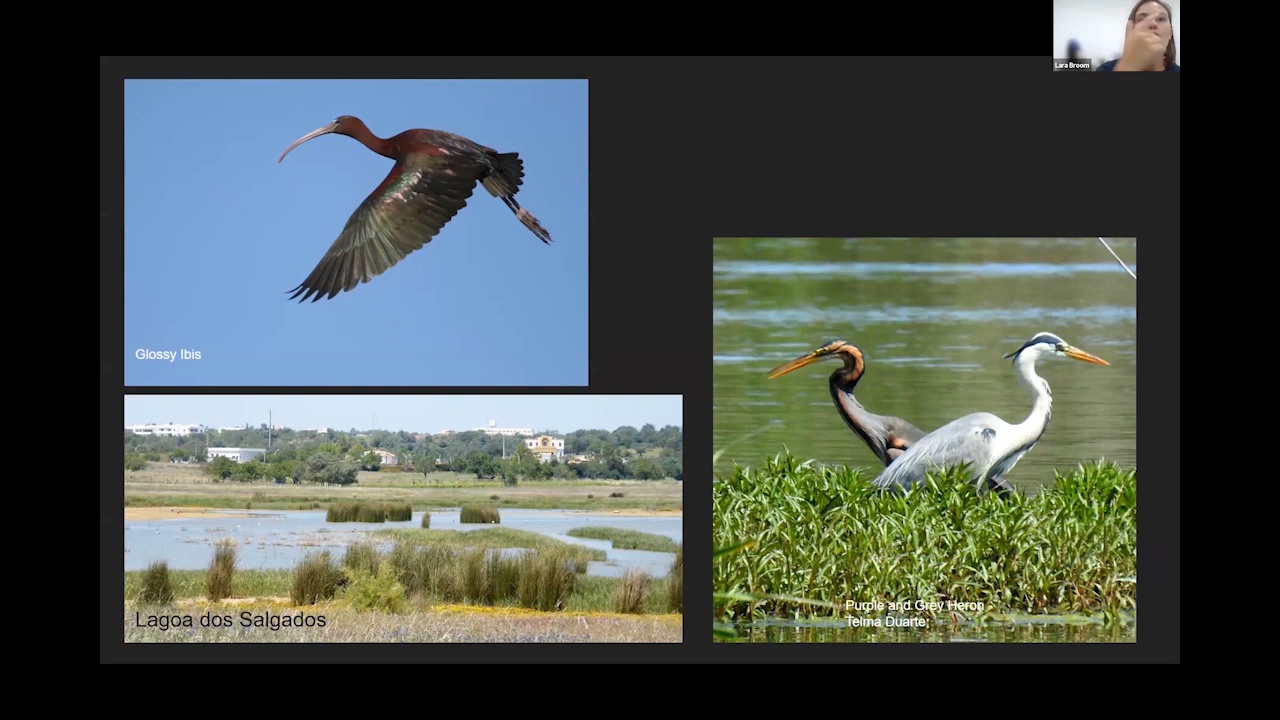 Lara Broom
Glossy Ibis
Lagoa dos Salgados
Purple and Grey Heron
Telma Duarte